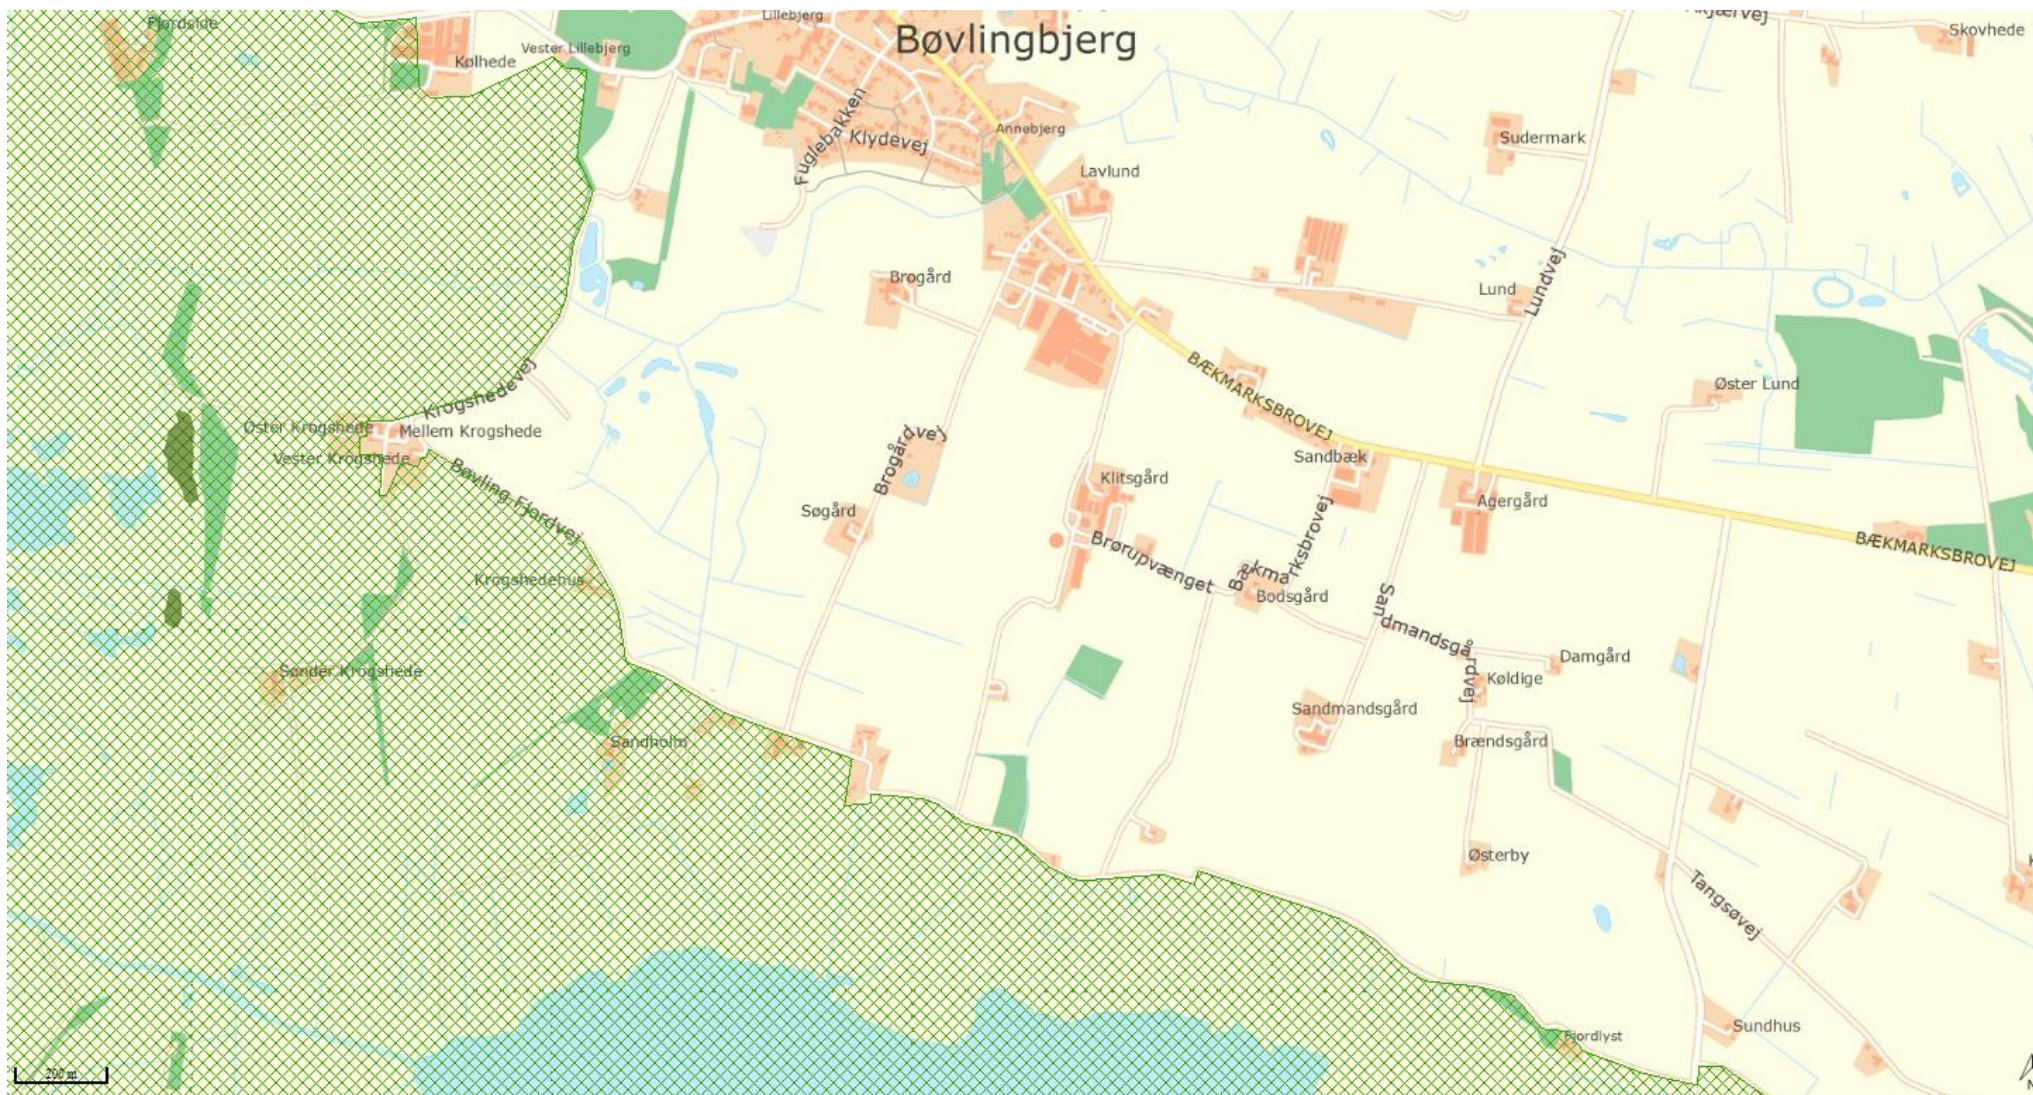 Fjordside
Lillebjerg
Skovhede
Bøvlingbjerg
Vester Lillebjerg
Kølhede
Fuglebakken
Klydevej
Annebjerg
Sudermark
Lavlund
Brogård
Lundvej
Lund
BÆKMARKSBROVEJ
Øster Lund
Krogshedevej
Øster Krogshede
Mellem Krogshede
Vester Krogshede
Brogårdvej
Sandbæk
Bøvling Fjordvej
Klitsgård
Agergård
Søgård
Bækmarksbrovej
Brørupvænget
BÆKMARKSBROVEJ
Krogshedehus
Bodsgård
Sandmandsgårdvej
Damgård
Sønder Krogshede
Køldige
Sandmandsgård
Sandholm
Brændsgård
Østerby
Tangsøvej
Sundhus
Fjordlyst
200 m
N